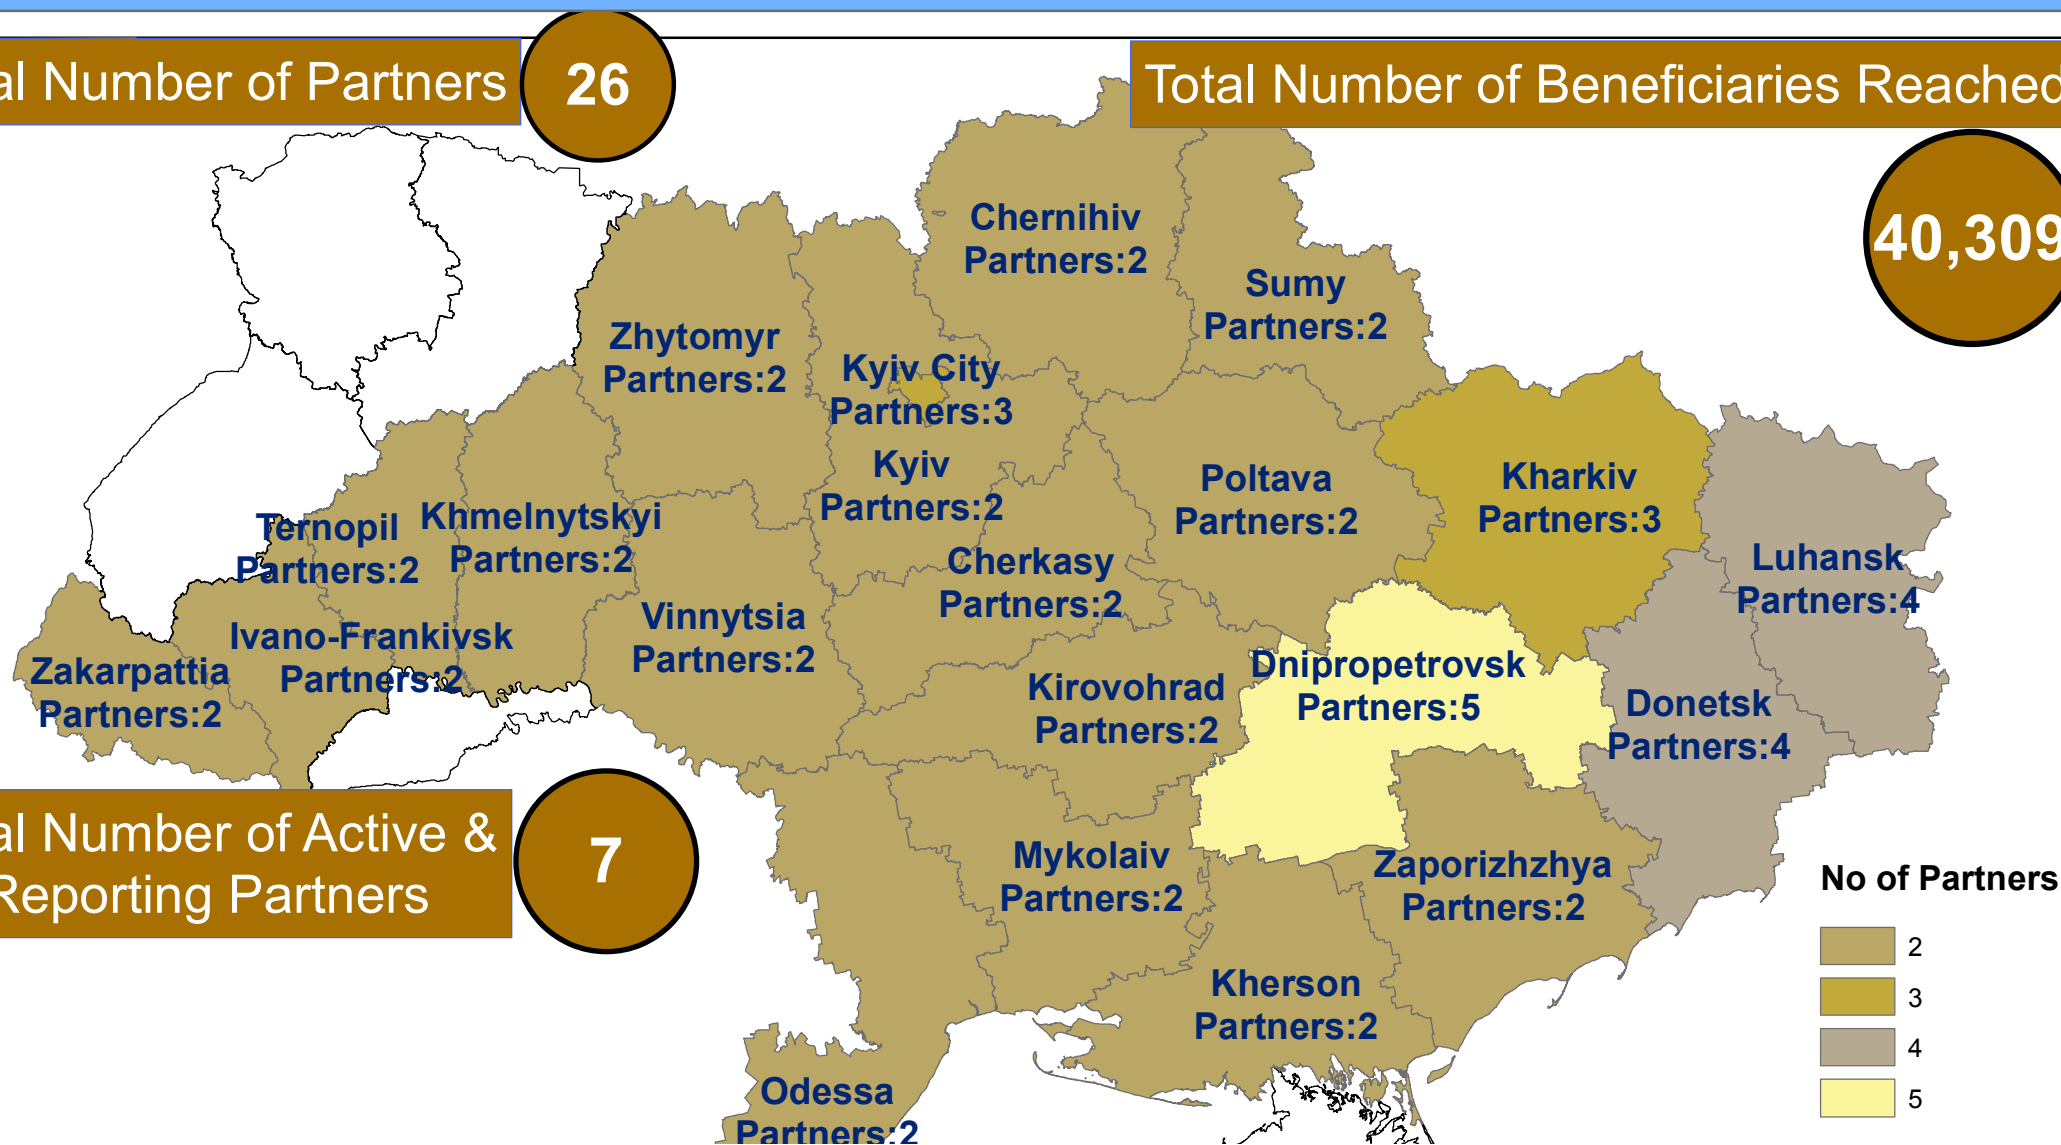 al Number of Partners
26
Total Number of Beneficiaries Reached
40,309
Chernihiv
Partners:2
Sumy
Partners:2
Zhytomyr
Partners:2
Kyiv City
Partners:3
Kyiv
Partners:2
Poltava
Partners:2
Kharkiv
Partners:3
Ternopil
Partners:2
Khmelnytskyi
Partners:2
Cherkasy
Partners:2
Luhansk
Partners:4
Vinnytsia
Partners:2
Ivano-Frankivsk
Partners:2
Zakarpattia
Partners:2
Kirovohrad
Partners:2
Dnipropetrovsk
Partners:5
Donetsk
Partners:4
al Number of Active &
Reporting Partners
7
Mykolaiv
Partners:2
Zaporizhzhya
Partners:2
Kherson
Partners:2
Odessa
Partners:2
No of Partners
2
3
4
5